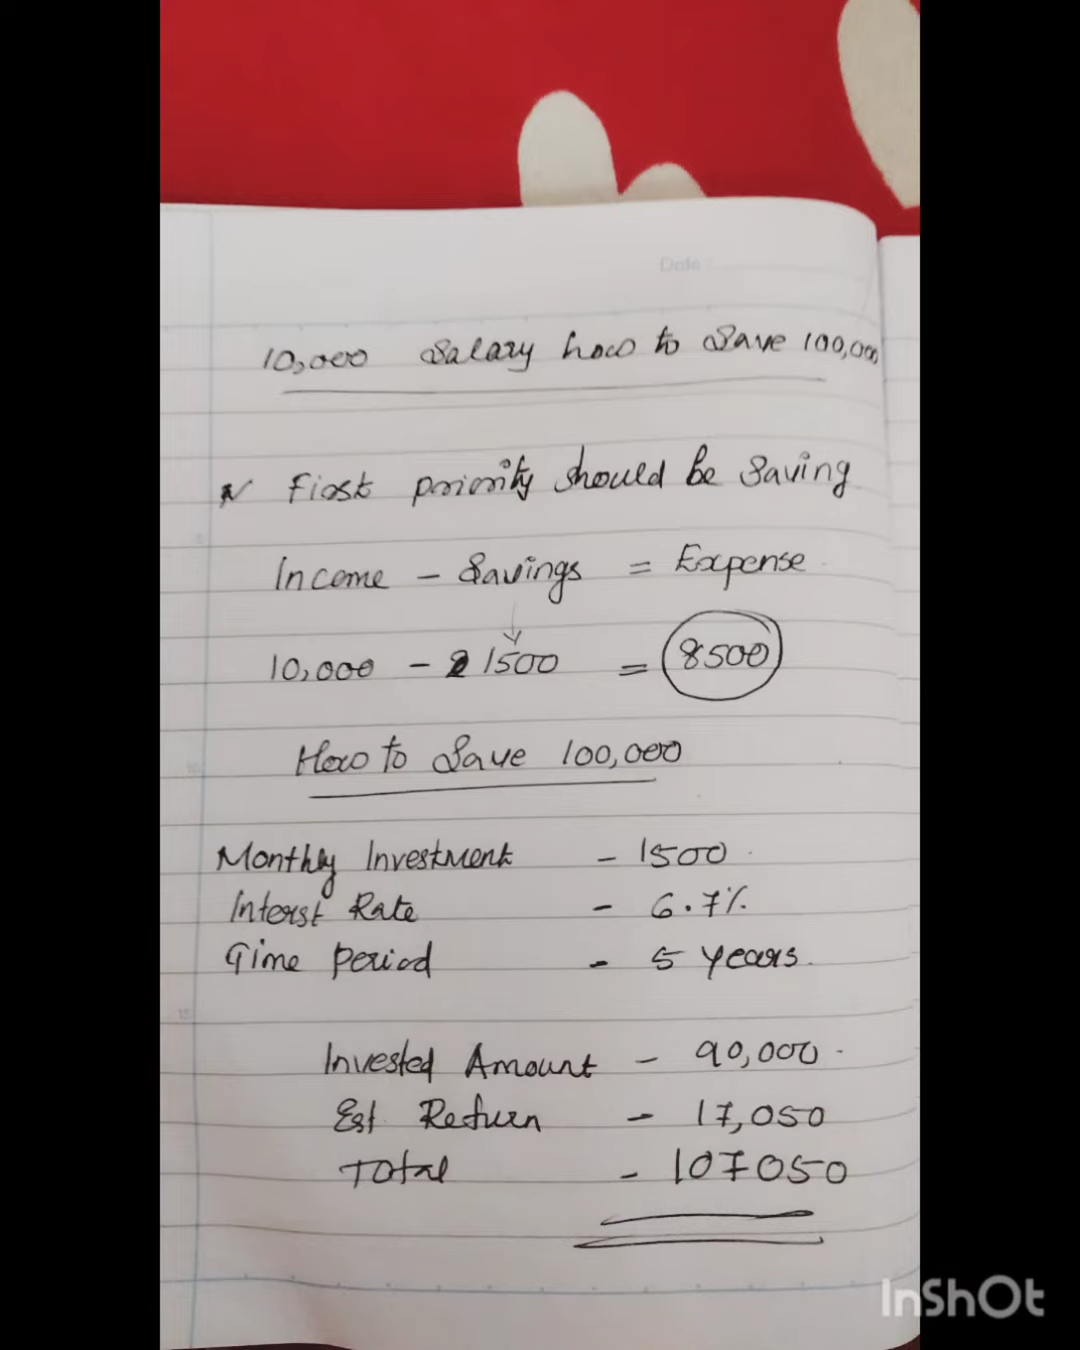 Date
10,000 Salary how to Save 100,000
First priority should be Saving
Income - Savings = Expense
10,000 - 1500 = 8500
How to Save 100,000
Monthly Investment - 1500
Interst Rate - 6.7%
Time period - 5 years.
Invested Amount - 90,000
Est Return - 17,050
Total - 107050
InShOt